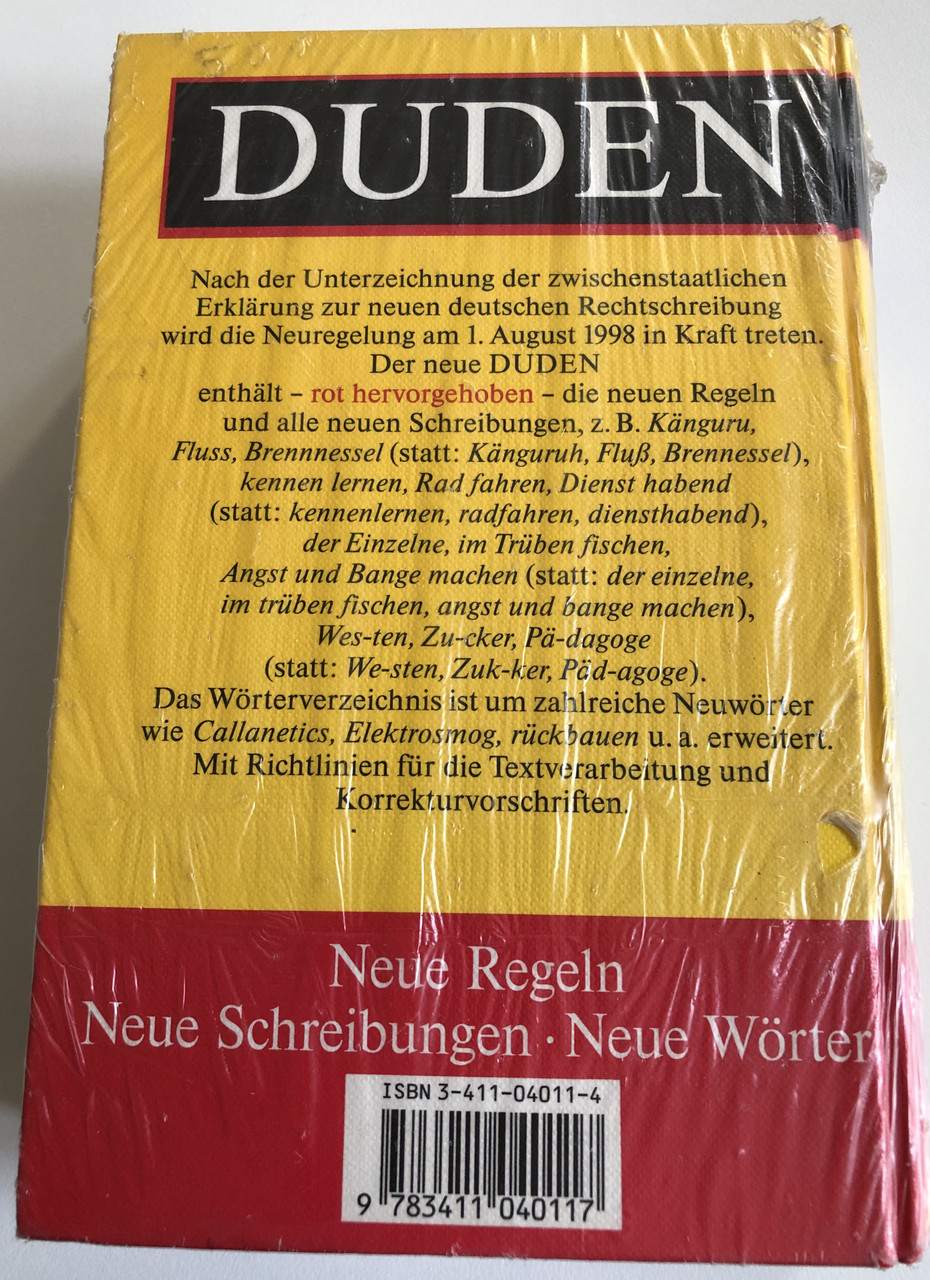 DUDEN
Nach der Unterzeichnung der zwischenstaatlichen
Erklärung zur neuen deutschen Rechtschreibung
wird die Neuregelung am 1. August 1998 in Kraft treten.
Der neue DUDEN
enthält – rot hervorgehoben – die neuen Regeln
und alle neuen Schreibungen, z. B. Känguru,
Fluss, Brennnessel (statt: Känguruh, Fluß, Brennessel),
kennen lernen, Rad fahren, Dienst habend
(statt: kennenlernen, radfahren, diensthabend),
der Einzelne, im Trüben fischen,
Angst und Bange machen (statt: der einzelne,
im trüben fischen, angst und bange machen),
Wes-ten, Zu-cker, Pä-dagoge
(statt: We-sten, Zuk-ker, Päd-agoge).
Das Wörterverzeichnis ist um zahlreiche Neuwörter
wie Callanetics, Elektrosmog, rückbauen u. a. erweitert.
Mit Richtlinien für die Textverarbeitung und
Korrekturvorschriften.
Neue Regeln
Neue Schreibungen · Neue Wörter
ISBN 3-411-04011-4
9 783411 040117